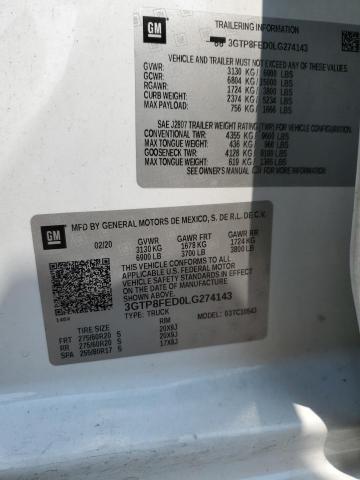 GM
TRAILERING INFORMATION
3GTP8FED0LG274143
VEHICLE AND TRAILER MUST NOT EXCEED ANY OF THESE WEIGHTS
GVWR: 3130 KG/ 6900 LBS
GCWR: 6804 KG/ 15000 LBS
RGAWR: 1724 KG/ 3800 LBS
CURB WEIGHT: 2374 KG/ 5234 LBS
MAX PAYLOAD: 756 KG/ 1666 LBS
SAE J2807 TRAILER WEIGHT RATING (TWR) FOR VEHICLE CONFIGURATION.
CONVENTIONAL TWR: 4355 KG/ 9600 LBS
MAX TONGUE WEIGHT: 436 KG/ 960 LBS
GOOSENECK TWR: 4128 KG/ 9100 LBS
MAX TONGUE WEIGHT: 619 KG/ 1365 LBS
SEE OWNER'S MANUAL FOR ADDITIONAL INFORMATION
GM
MFD BY GENERAL MOTORS DE MEXICO, S. DE R.L. DE C.V.
02/20 GVWR GAWR FRT GAWR RR
3130 KG 1678 KG 1724 KG
6900 LB 3700 LB 3800 LB
THIS VEHICLE CONFORMS TO ALL APPLICABLE
U.S. FEDERAL MOTOR VEHICLE SAFETY
STANDARDS IN EFFECT ON THE DATE OF
MANUFACTURE SHOWN ABOVE.
3GTP8FED0LG274143
TYPE: TRUCK MODEL: 03TC10543
TIRE SIZE RIM
FRT 275/60R20 S 20X9J
RR 275/60R20 S 20X9J
SPA 255/80R17 S 17X8J